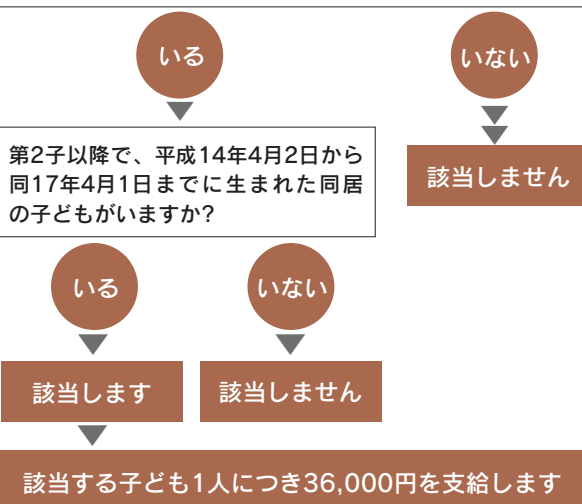 いる
いない
該当しません
第2子以降で、平成14年4月2日から
同17年4月1日までに生まれた同居
の子どもがいますか?
いる
いない
該当します
該当しません
該当する子ども1人につき36,000円を支給します